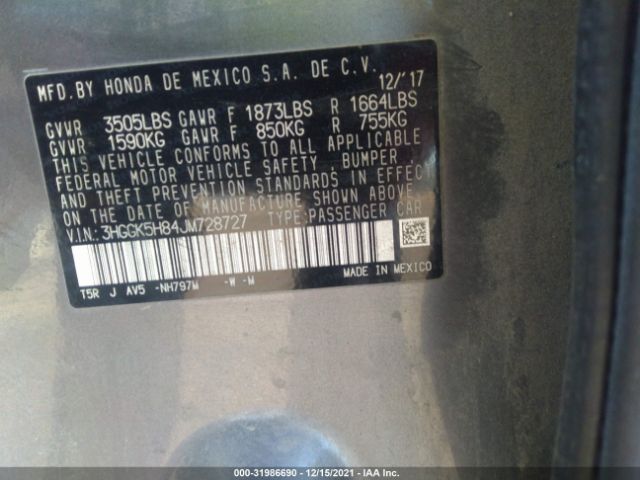 MFD.BY HONDA DE MEXICO S.A. DE C.V.
12/'17
GVWR 3505LBS GAWR F 1873LBS R 1664LBS
GVWR 1590KG GAWR F 850KG R 755KG
THIS VEHICLE CONFORMS TO ALL APPLICABLE
FEDERAL MOTOR VEHICLE SAFETY, BUMPER,
AND THEFT PREVENTION STANDARDS IN EFFECT
ON THE DATE OF MANUFACTURE SHOWN ABOVE.
V.I.N.:3HGGK5H84JM728727 TYPE:PASSENGER CAR
MADE IN MEXICO
T5R J AV5 -NH797M -W -M
000-31986690 - 12/15/2021 - IAA Inc.